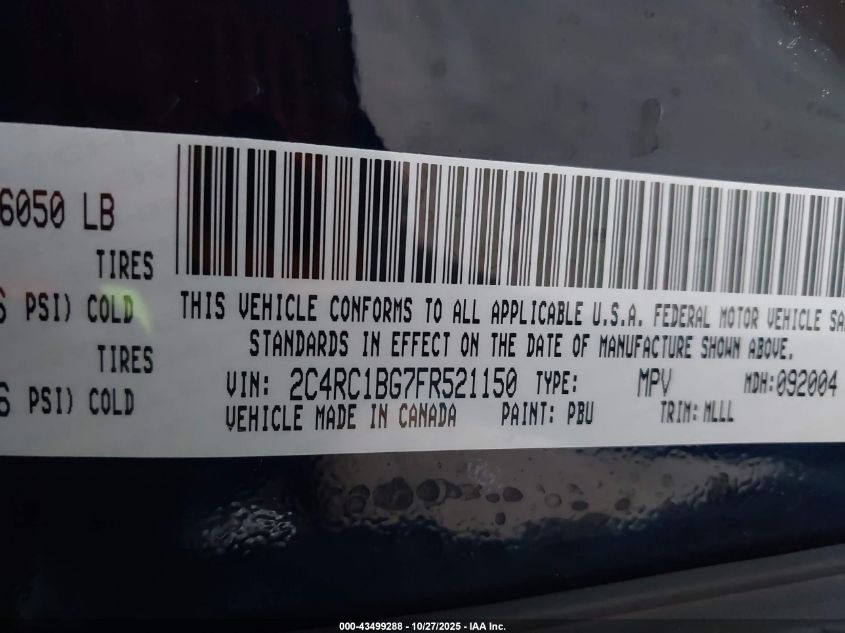 6050 LB
TIRES
PSI) COLD
TIRES
PSI) COLD
THIS VEHICLE CONFORMS TO ALL APPLICABLE U.S.A. FEDERAL MOTOR VEHICLE SA
STANDARDS IN EFFECT ON THE DATE OF MANUFACTURE SHOWN ABOVE.
VIN: 2C4RC1BG7FR521150 TYPE: MPV MDH: 092004
VEHICLE MADE IN CANADA PAINT: PBU TRIM: MLLL
000-43499288 - 10/27/2025 - IAA Inc.